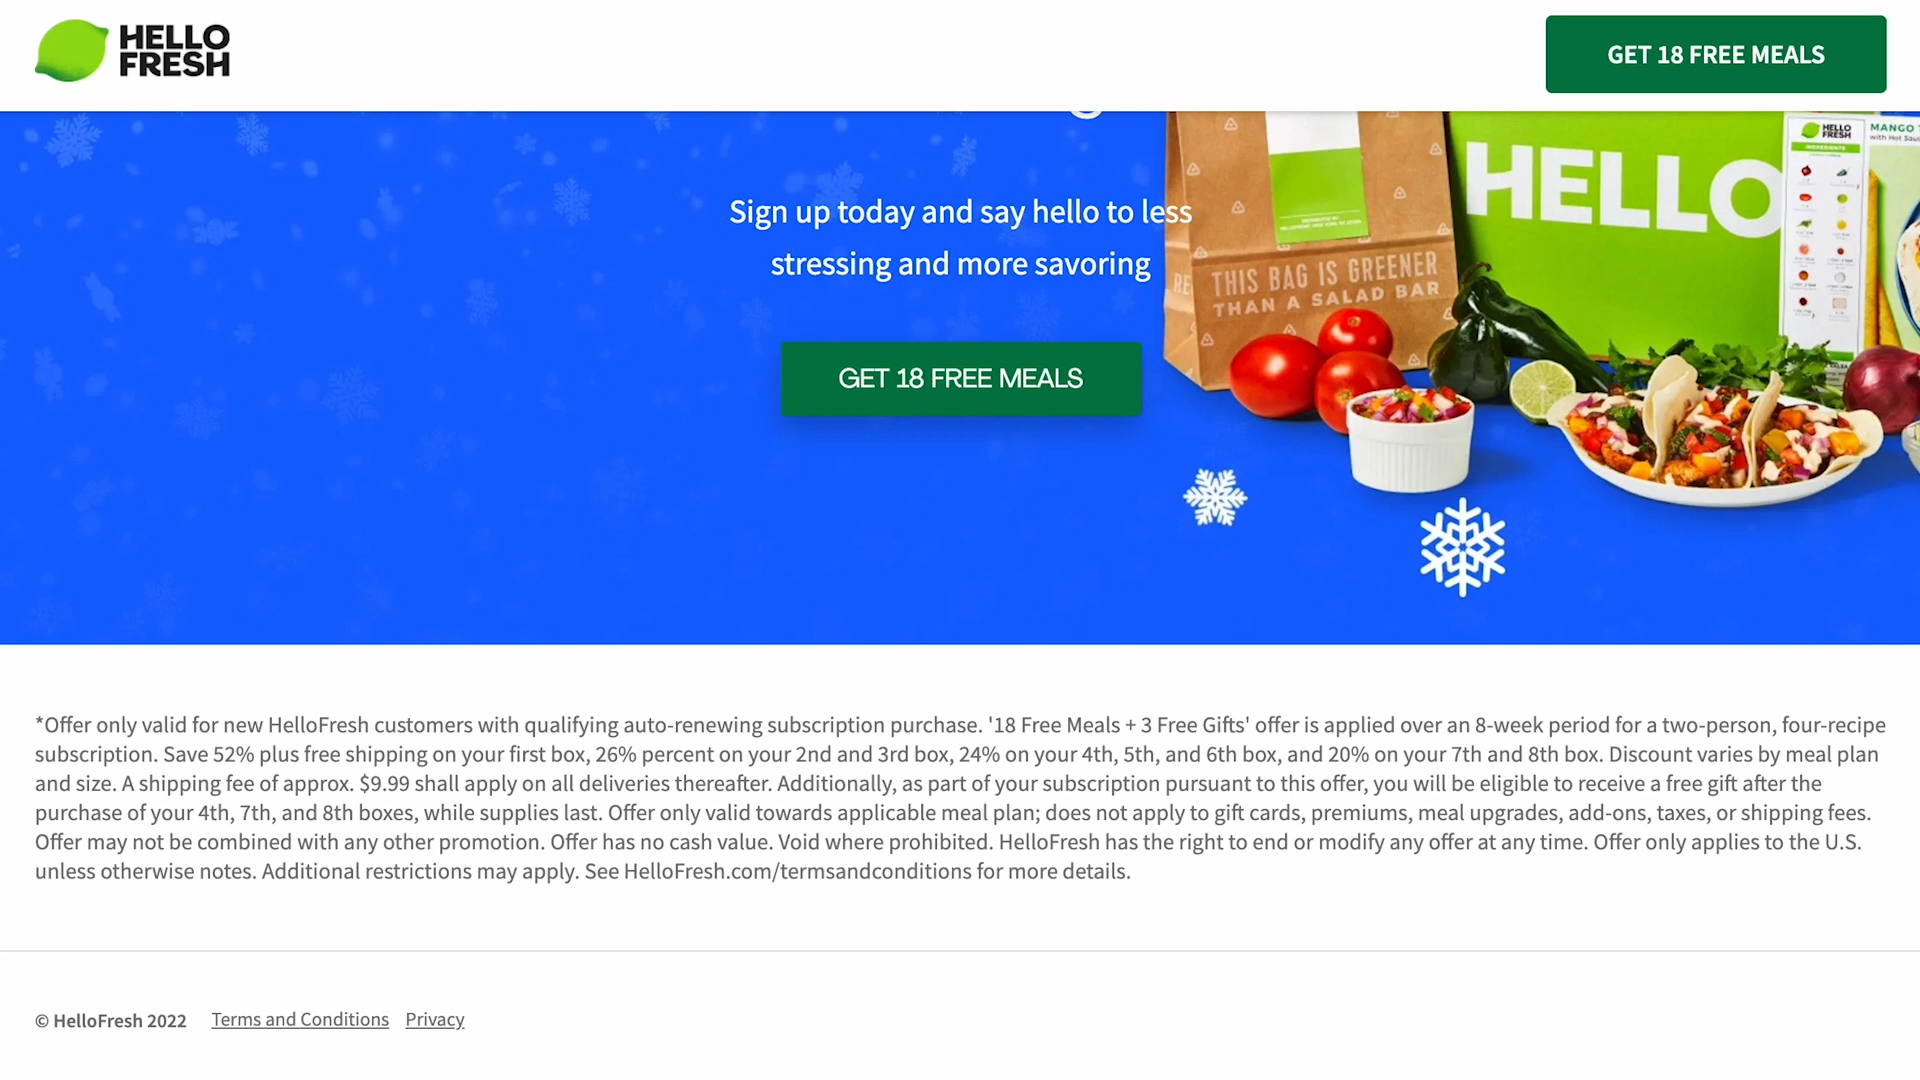 HELLO
FRESH
GET 18 FREE MEALS
Sign up today and say hello to less
stressing and more savoring
GET 18 FREE MEALS
THIS BAG IS GREENER
THAN A SALAD BAR
RE
HELLO
HELLO
FRESH
INGREDIENTS
MANGO
*Offer only valid for new HelloFresh customers with qualifying auto-renewing subscription purchase. '18 Free Meals + 3 Free Gifts' offer is applied over an 8-week period for a two-person, four-recipe
subscription. Save 52% plus free shipping on your first box, 26% percent on your 2nd and 3rd box, 24% on your 4th, 5th, and 6th box, and 20% on your 7th and 8th box. Discount varies by meal plan
and size. A shipping fee of approx. $9.99 shall apply on all deliveries thereafter. Additionally, as part of your subscription pursuant to this offer, you will be eligible to receive a free gift after the
purchase of your 4th, 7th, and 8th boxes, while supplies last. Offer only valid towards applicable meal plan; does not apply to gift cards, premiums, meal upgrades, add-ons, taxes, or shipping fees.
Offer may not be combined with any other promotion. Offer has no cash value. Void where prohibited. HelloFresh has the right to end or modify any offer at any time. Offer only applies to the U.S.
unless otherwise notes. Additional restrictions may apply. See HelloFresh.com/termsandconditions for more details.
© HelloFresh 2022 Terms and Conditions Privacy